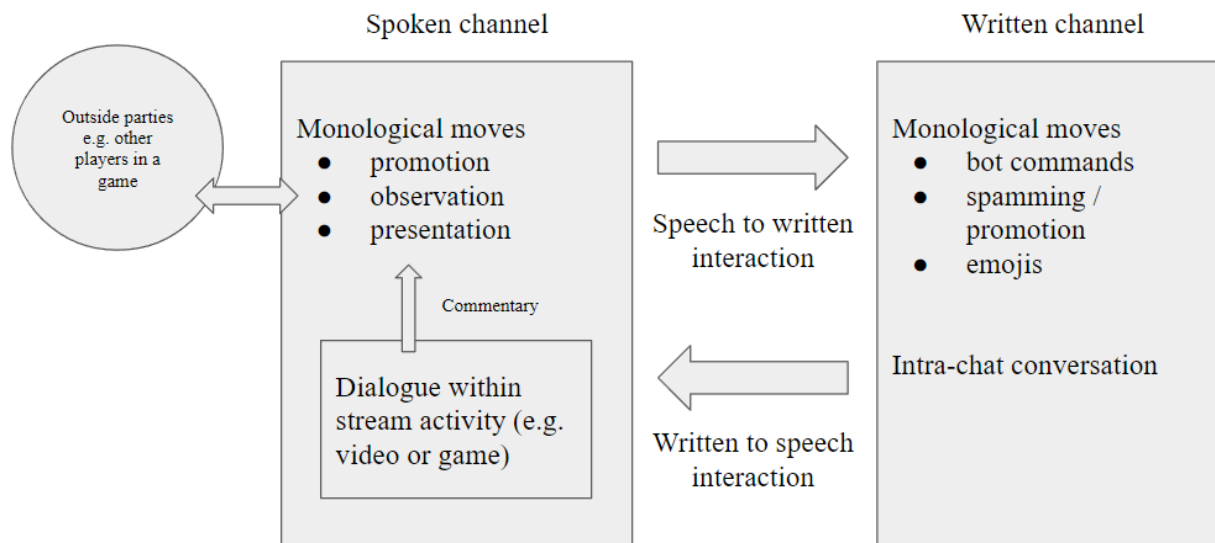 Spoken channel
Written channel
Outside parties
e.g. other
players in a
game
Monological moves
● promotion
● observation
● presentation
Commentary
Dialogue within
stream activity (e.g.
video or game)
Speech to written
interaction
Written to speech
interaction
Monological moves
● bot commands
● spamming /
promotion
● emojis
Intra-chat conversation